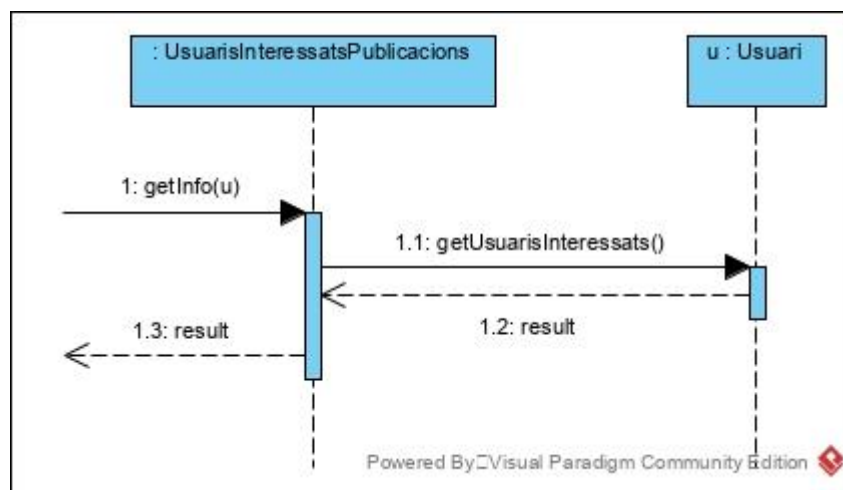 : UsuarisInteressatsPublicacions
u : Usuari
1: getInfo(u)
1.1: getUsuarisInteressats()
1.2: result
1.3: result
Powered By□Visual Paradigm Community Edition